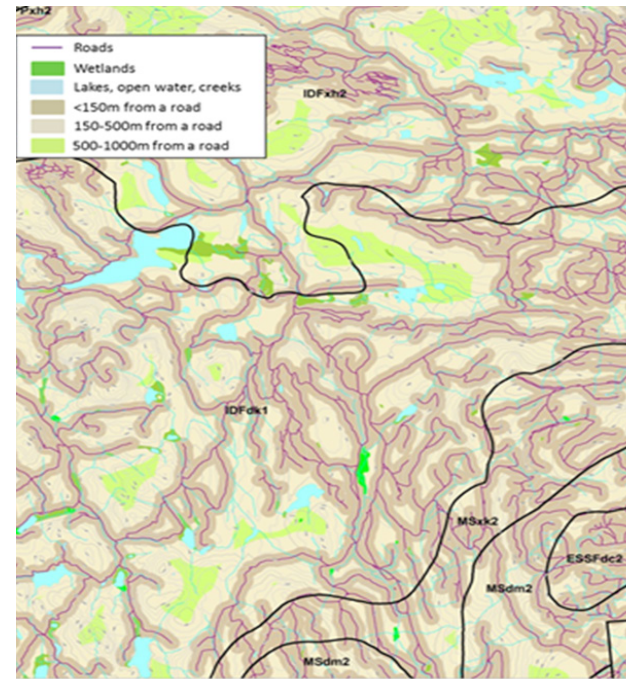 Pxh2
Roads
Wetlands
Lakes, open water, creeks
<150m from a road
150-500m from a road
500-1000m from a road
IDFxh2
IDFdk1
MSxk2
ESSFdc2
MSdm2
MSdm2